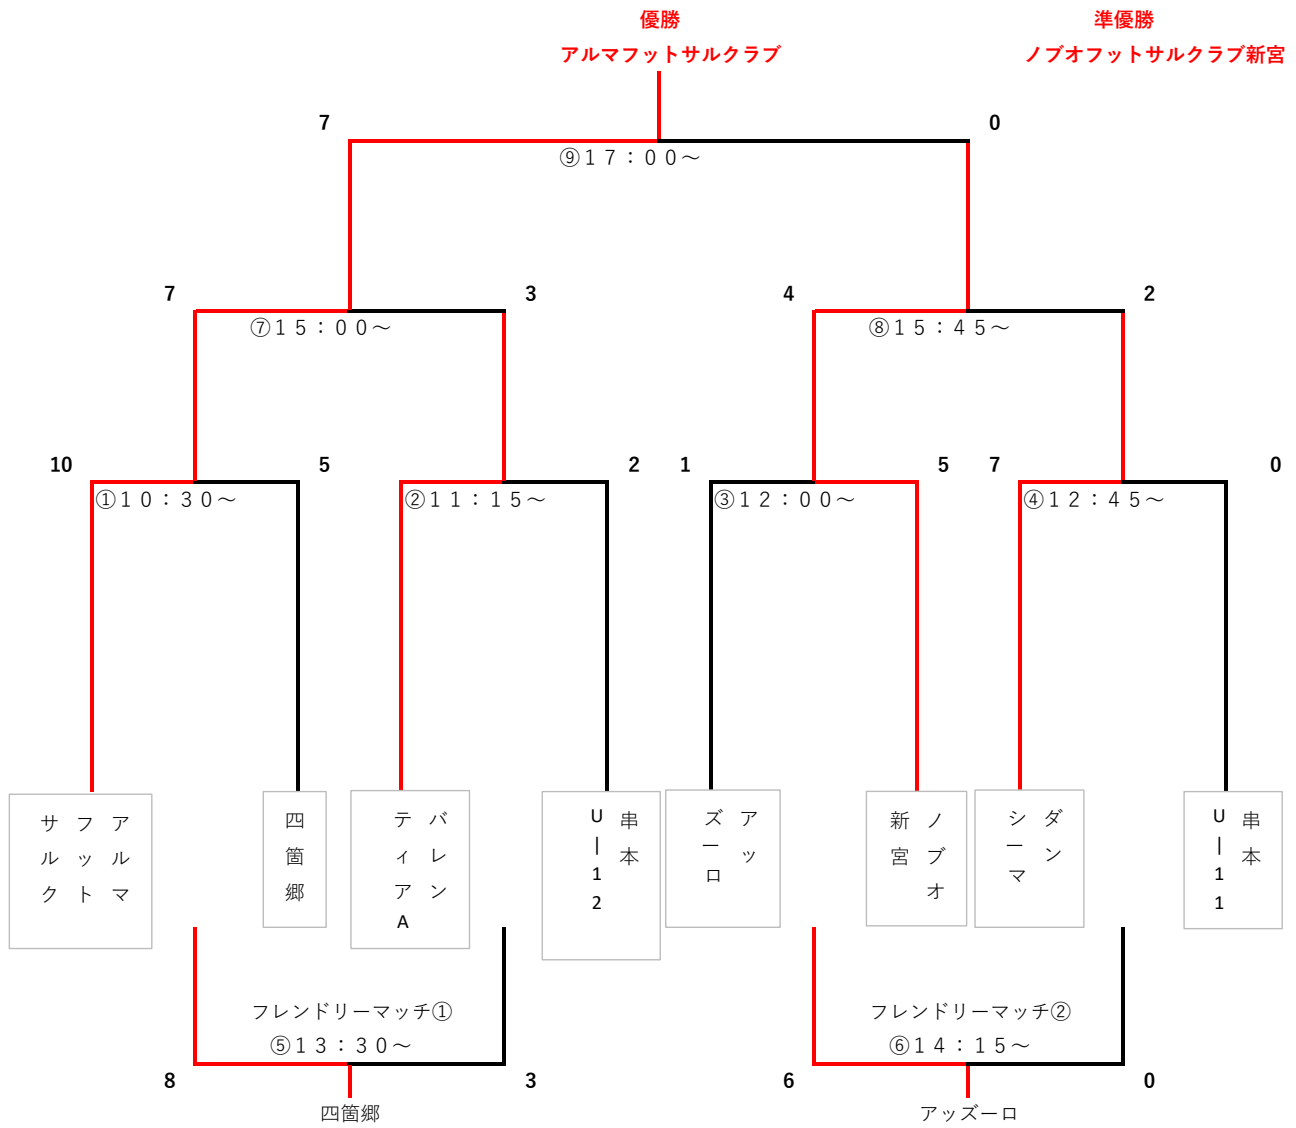 優勝
準優勝
アルマフットサルクラブ
ノブオフットサルクラブ新宮
7
0
⑨１７：００～
7
3
4
2
⑦１５：００～
⑧１５：４５～
10
5
2
1
5
7
0
①１０：３０～
②１１：１５～
③１２：００～
④１２：４５～
アルマ
フット
サルク
四箇郷
バレン
ティアA
串本
U－12
アッ
ズーロ
ノブオ
新宮
ダン
シーマ
串本
U－11
フレンドリーマッチ①
フレンドリーマッチ②
⑤１３：３０～
⑥１４：１５～
8
3
6
0
四箇郷
アッズーロ